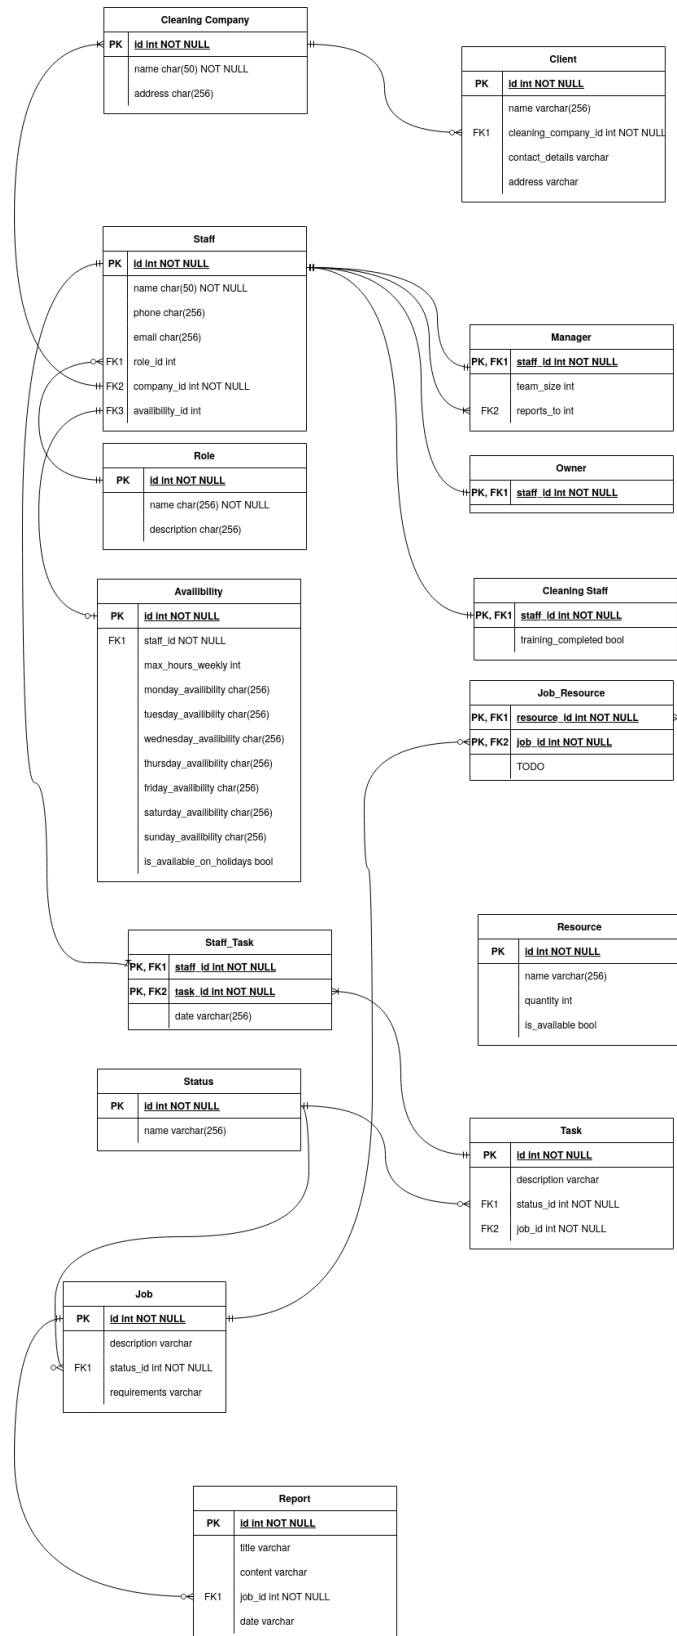 Cleaning Company
PK id int NOT NULL
name char(50) NOT NULL
address char(256)
Client
PK id int NOT NULL
name varchar(256)
FK1 cleaning_company_id int NOT NULL
contact_details varchar
address varchar
Staff
PK id int NOT NULL
name char(50) NOT NULL
phone char(256)
email char(256)
FK1 role_id int
FK2 company_id int NOT NULL
FK3 availibility_id int
Manager
PK, FK1 staff_id int NOT NULL
team_size int
FK2 reports_to int
Role
PK id int NOT NULL
name char(256) NOT NULL
description char(256)
Owner
PK, FK1 staff_id int NOT NULL
Availibility
PK id int NOT NULL
FK1 staff_id NOT NULL
max_hours_weekly int
monday_availibility char(256)
tuesday_availibility char(256)
wednesday_availibility char(256)
thursday_availibility char(256)
friday_availibility char(256)
saturday_availibility char(256)
sunday_availibility char(256)
is_available_on_holidays bool
Cleaning Staff
PK, FK1 staff_id int NOT NULL
training_completed bool
Job_Resource
PK, FK1 resource_id int NOT NULL
PK, FK2 job_id int NOT NULL
TODO
Resource
PK id int NOT NULL
name varchar(256)
quantity int
is_available bool
Staff_Task
PK, FK1 staff_id int NOT NULL
PK, FK2 task_id int NOT NULL
date varchar(256)
Status
PK id int NOT NULL
name varchar(256)
Task
PK id int NOT NULL
description varchar
FK1 status_id int NOT NULL
FK2 job_id int NOT NULL
Job
PK id int NOT NULL
description varchar
FK1 status_id int NOT NULL
requirements varchar
Report
PK id int NOT NULL
title varchar
content varchar
FK1 job_id int NOT NULL
date varchar